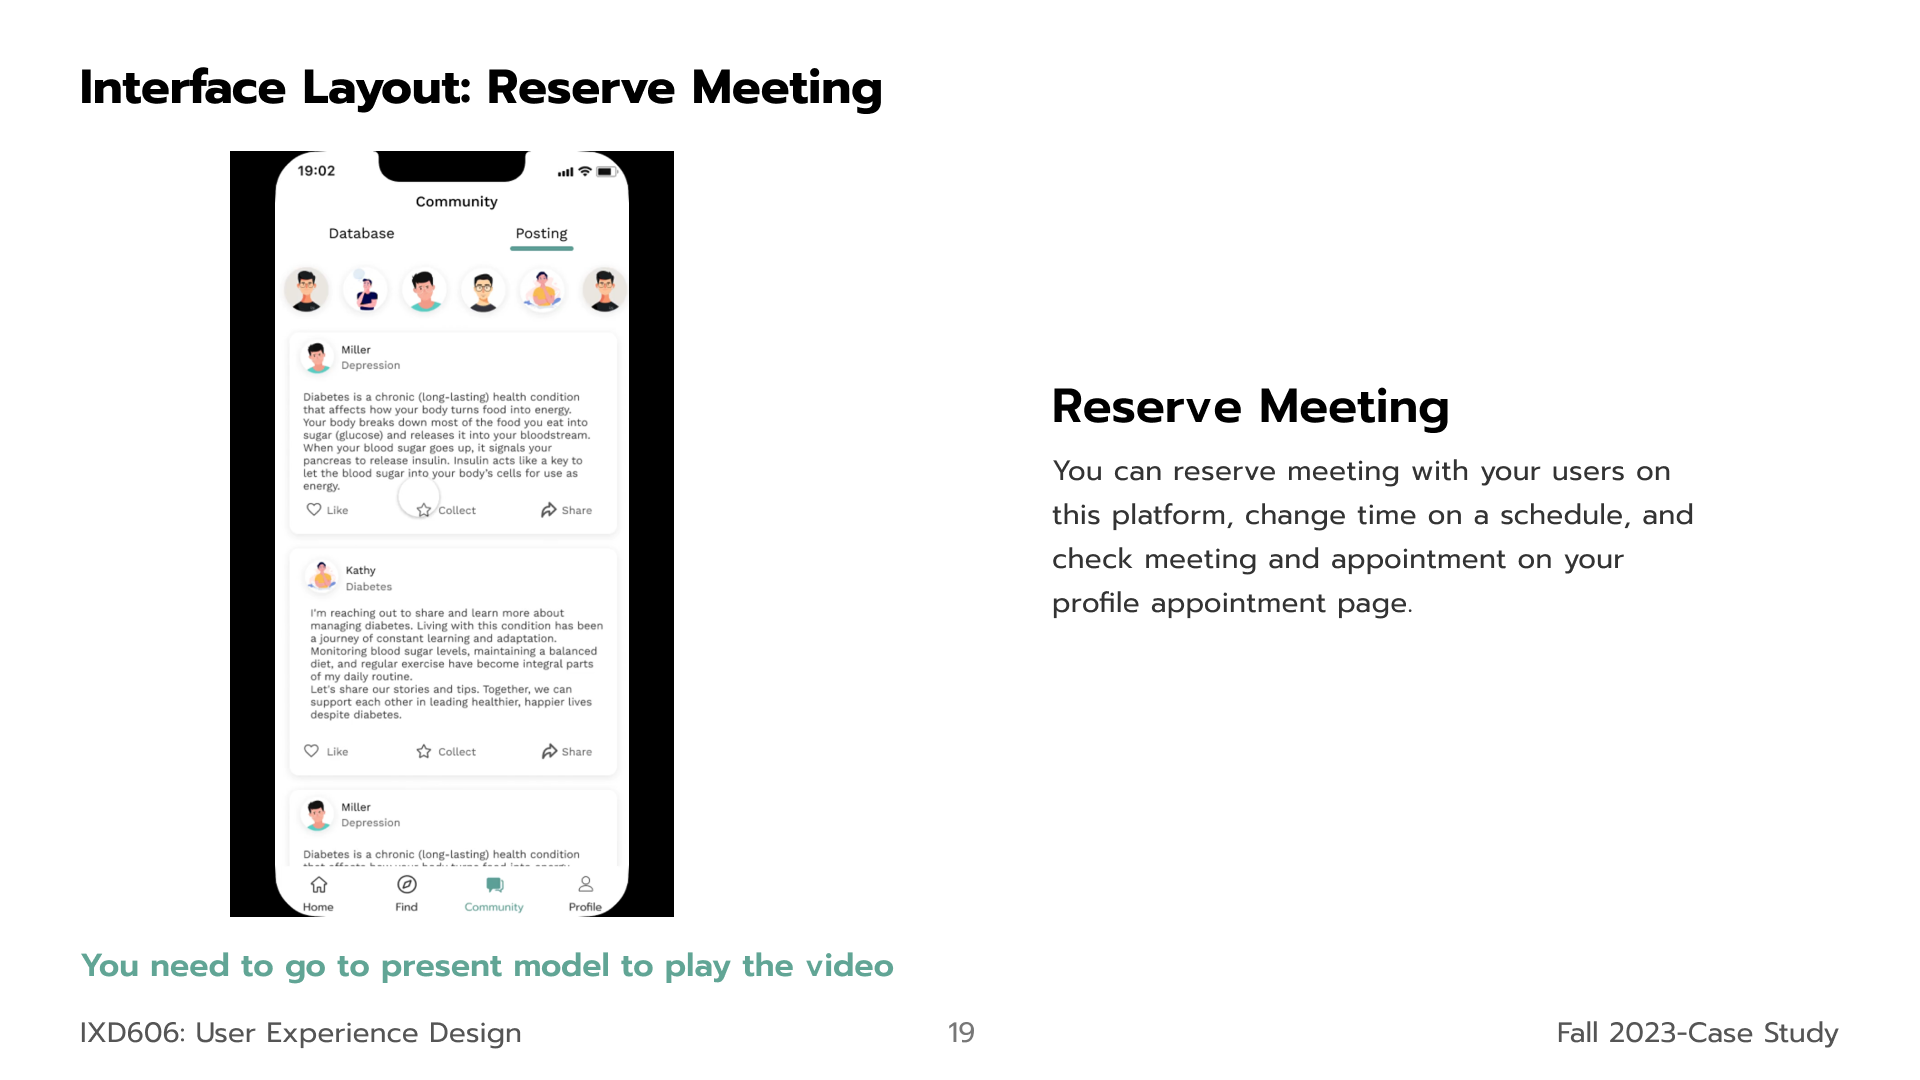 Interface Layout: Reserve Meeting
19:02
Community
Database Posting
Miller
Depression
Diabetes is a chronic (long-lasting) health condition
that affects how your body turns food into energy.
Your body breaks down most of the food you eat into
sugar (glucose) and releases it into your bloodstream.
When your blood sugar goes up, it signals your
pancreas to release insulin. Insulin acts like a key to
let the blood sugar into your body's cells for use as
energy.
Like Collect Share
Kathy
Diabetes
I'm reaching out to share and learn more about
managing diabetes. Living with this condition has been
a journey of constant learning and adaptation.
Monitoring blood sugar levels, maintaining a balanced
diet, and regular exercise have become integral parts
of my daily routine.
Let's share our stories and tips. Together, we can
support each other in leading healthier, happier lives
despite diabetes.
Like Collect Share
Miller
Depression
Diabetes is a chronic (long-lasting) health condition
Home Find Community Profile
Reserve Meeting
You can reserve meeting with your users on
this platform, change time on a schedule, and
check meeting and appointment on your
profile appointment page.
You need to go to present model to play the video
IXD606: User Experience Design
19
Fall 2023-Case Study